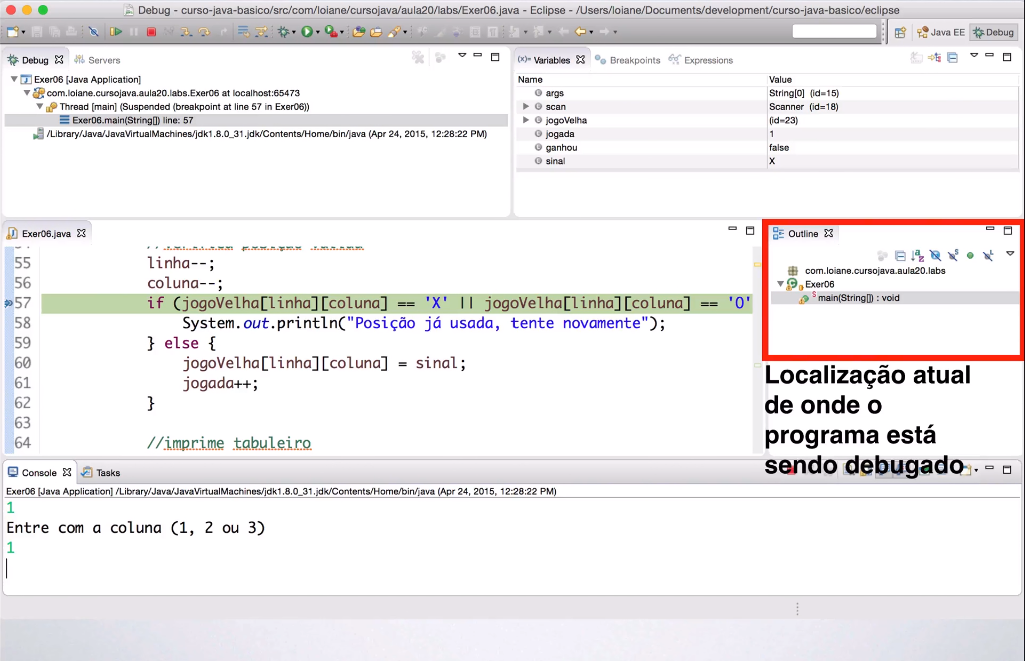 Debug - curso-java-basico/src/com/loiane/cursojava/aula20/labs/Exer06.java - Eclipse - /Users/loiane/Documents/development/curso-java-basico/eclipse
Java EE Debug
Debug Servers
Exer06 [Java Application]
com.loiane.cursojava.aula20.labs.Exer06 at localhost:65473
Thread [main] (Suspended (breakpoint at line 57 in Exer06))
Exer06.main(String[]) line: 57
/Library/Java/JavaVirtualMachines/jdk1.8.0_31.jdk/Contents/Home/bin/java (Apr 24, 2015, 12:28:22 PM)
(x)= Variables Breakpoints Expressions
Name Value
args String[0] (id=15)
scan Scanner (id=18)
jogoVelha (id=23)
jogada 1
ganhou false
sinal X
Exer06.java
55 linha--;
56 coluna--;
57 if (jogoVelha[linha][coluna] == 'X' || jogoVelha[linha][coluna] == 'O'
58 System.out.println("Posição já usada, tente novamente");
59 } else {
60 jogoVelha[linha][coluna] = sinal;
61 jogada++;
62 }
63
64 //imprime tabuleiro
Outline
com.loiane.cursojava.aula20.labs
Exer06
main(String[]) : void
Localização atual
de onde o
programa está
sendo debugado
Console Tasks
Exer06 [Java Application] /Library/Java/JavaVirtualMachines/jdk1.8.0_31.jdk/Contents/Home/bin/java (Apr 24, 2015, 12:28:22 PM)
1
Entre com a coluna (1, 2 ou 3)
1